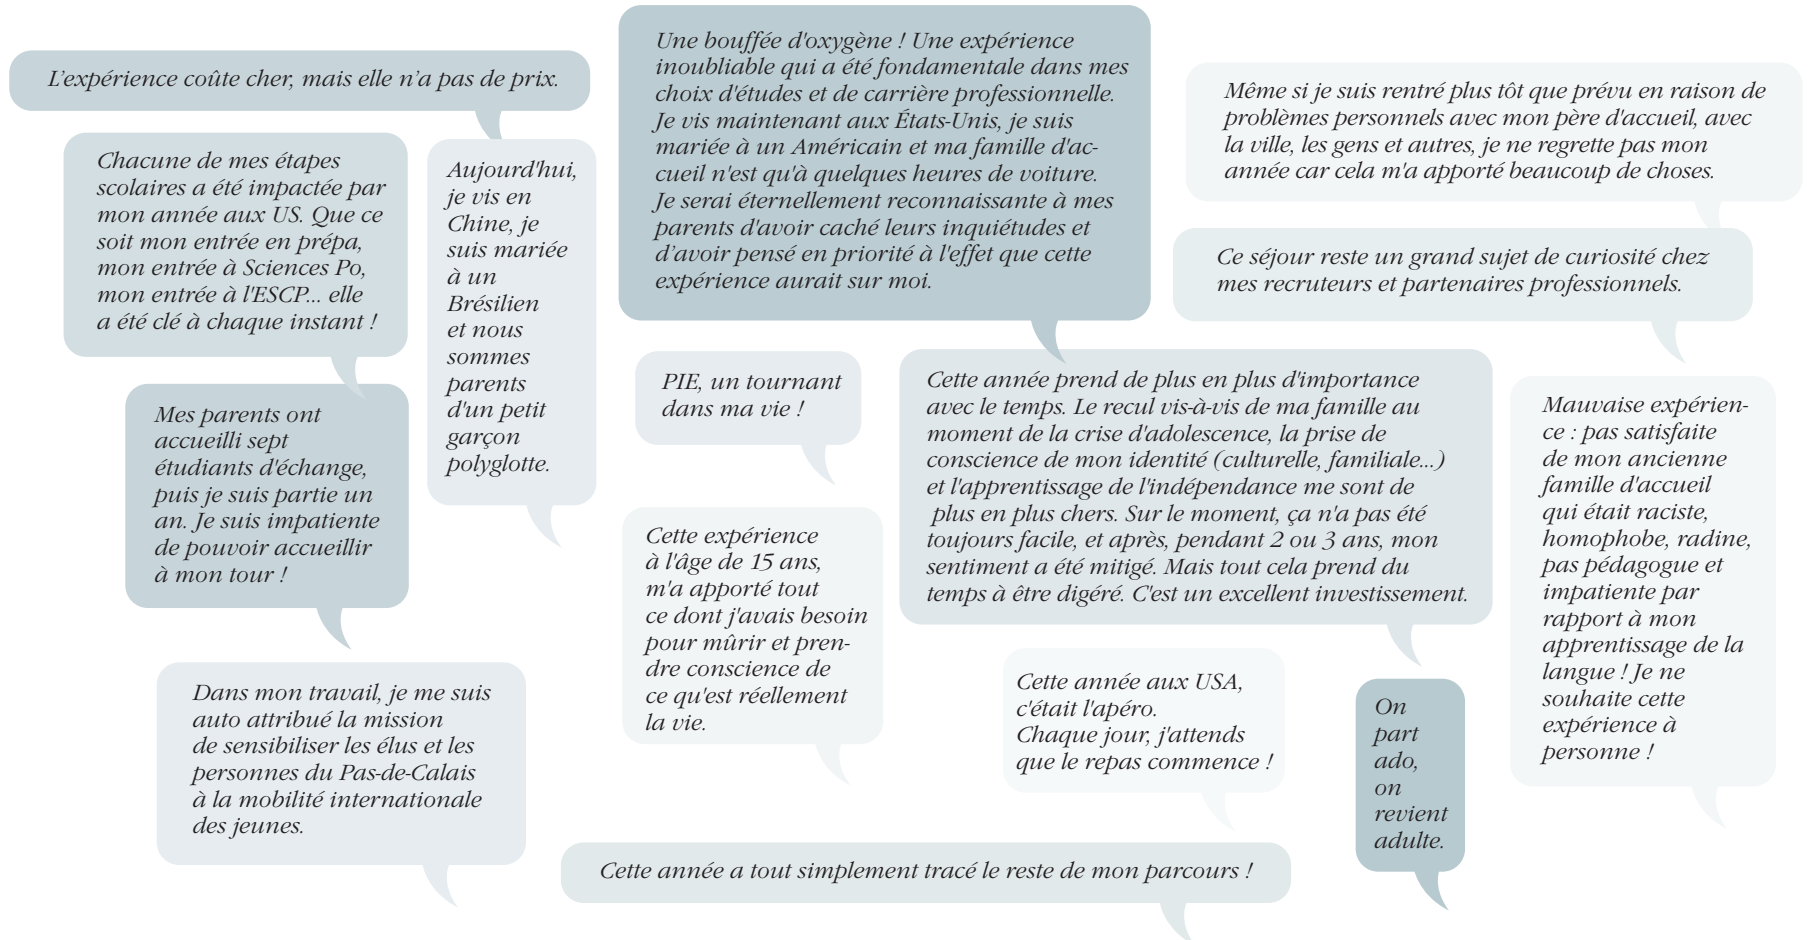 L'expérience coûte cher, mais elle n'a pas de prix.
Chacune de mes étapes
scolaires a été impactée par
mon année aux US. Que ce
soit mon entrée en prépa,
mon entrée à Sciences Po,
mon entrée à l'ESCP... elle
a été clé à chaque instant !
Aujourd'hui,
je vis en
Chine, je
suis mariée
à un
Brésilien
et nous
sommes
parents
d'un petit
garçon
polyglotte.
Mes parents ont
accueilli sept
étudiants d'échange,
puis je suis partie un
an. Je suis impatiente
de pouvoir accueillir
à mon tour !
Dans mon travail, je me suis
auto attribué la mission
de sensibiliser les élus et les
personnes du Pas-de-Calais
à la mobilité internationale
des jeunes.
Une bouffée d'oxygène ! Une expérience
inoubliable qui a été fondamentale dans mes
choix d'études et de carrière professionnelle.
Je vis maintenant aux États-Unis, je suis
mariée à un Américain et ma famille d'ac-
cueil n'est qu'à quelques heures de voiture.
Je serai éternellement reconnaissante à mes
parents d'avoir caché leurs inquiétudes et
d'avoir pensé en priorité à l'effet que cette
expérience aurait sur moi.
PIE, un tournant
dans ma vie !
Cette expérience
à l'âge de 15 ans,
m'a apporté tout
ce dont j'avais besoin
pour mûrir et pren-
dre conscience de
ce qu'est réellement
la vie.
Même si je suis rentré plus tôt que prévu en raison de
problèmes personnels avec mon père d'accueil, avec
la ville, les gens et autres, je ne regrette pas mon
année car cela m'a apporté beaucoup de choses.
Ce séjour reste un grand sujet de curiosité chez
mes recruteurs et partenaires professionnels.
Cette année prend de plus en plus d'importance
avec le temps. Le recul vis-à-vis de ma famille au
moment de la crise d'adolescence, la prise de
conscience de mon identité (culturelle, familiale...)
et l'apprentissage de l'indépendance me sont de
plus en plus chers. Sur le moment, ça n'a pas été
toujours facile, et après, pendant 2 ou 3 ans, mon
sentiment a été mitigé. Mais tout cela prend du
temps à être digéré. C'est un excellent investissement.
Mauvaise expérien-
ce : pas satisfaite
de mon ancienne
famille d'accueil
qui était raciste,
homophobe, radine,
pas pédagogue et
impatiente par
rapport à mon
apprentissage de la
langue ! Je ne
souhaite cette
expérience à
personne !
Cette année aux USA,
c'était l'apéro.
Chaque jour, j'attends
que le repas commence !
On
part
ado,
on
revient
adulte.
Cette année a tout simplement tracé le reste de mon parcours !